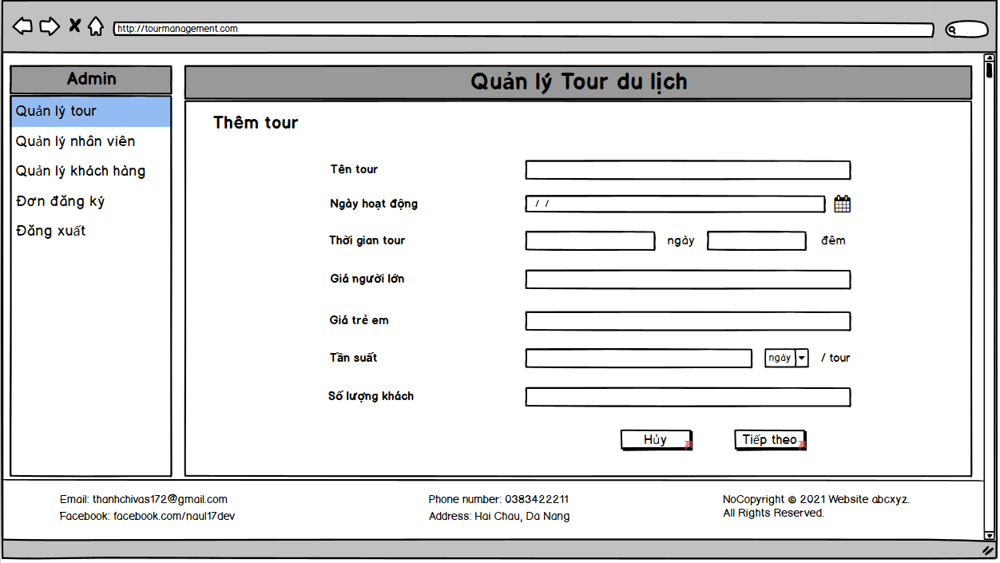 http://tourmanagement.com
Admin
Quản lý tour
Quản lý nhân viên
Quản lý khách hàng
Đơn đăng ký
Đăng xuất
Quản lý Tour du lịch
Thêm tour
Tên tour
Ngày hoạt động / /
Thời gian tour ngày đêm
Giá người lớn
Giá trẻ em
Tần suất ngày / tour
Số lượng khách
Hủy Tiếp theo
Email: thanhchivas172@gmail.com
Facebook: facebook.com/naul17dev
Phone number: 0383422211
Address: Hai Chau, Da Nang
NoCopyright © 2021 Website abcxyz.
All Rights Reserved.